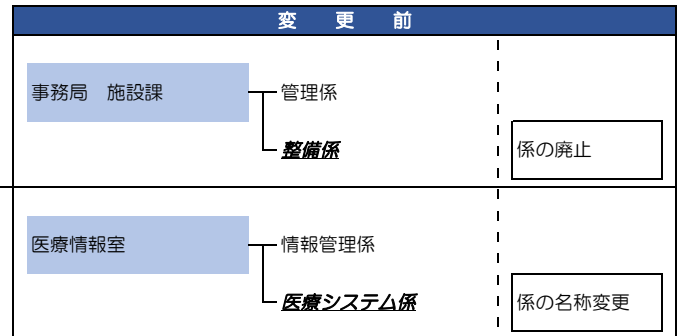 変　更　前
事務局　施設課
管理係
整備係
係の廃止
医療情報室
情報管理係
医療システム係
係の名称変更